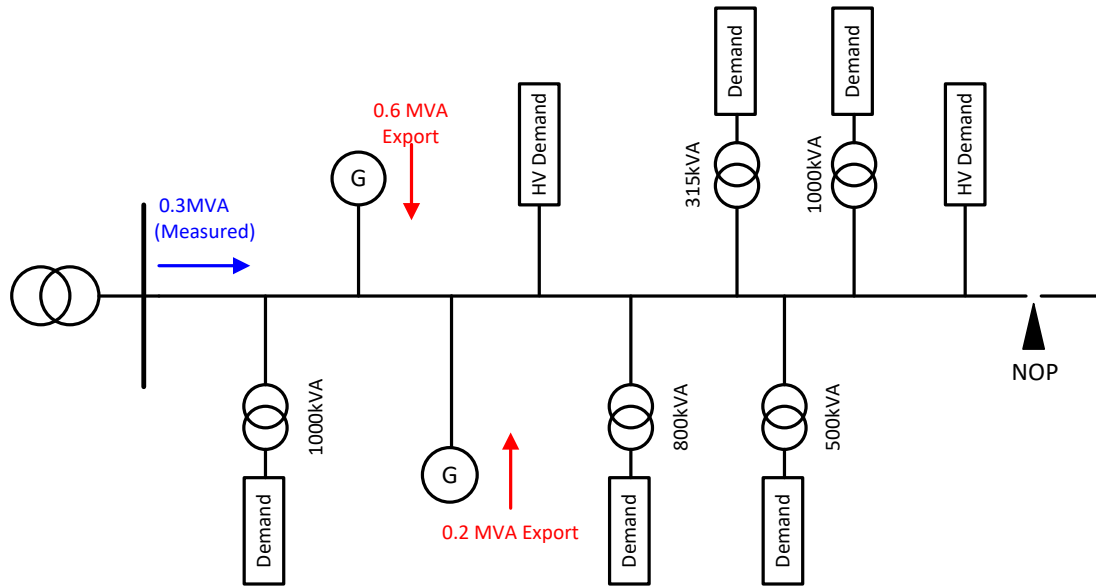 Demand
Demand
0.6 MVA
Export
HV Demand
315kVA
1000kVA
HV Demand
G
0.3MVA
(Measured)
NOP
1000kVA
800kVA
500kVA
G
Demand
0.2 MVA Export
Demand
Demand